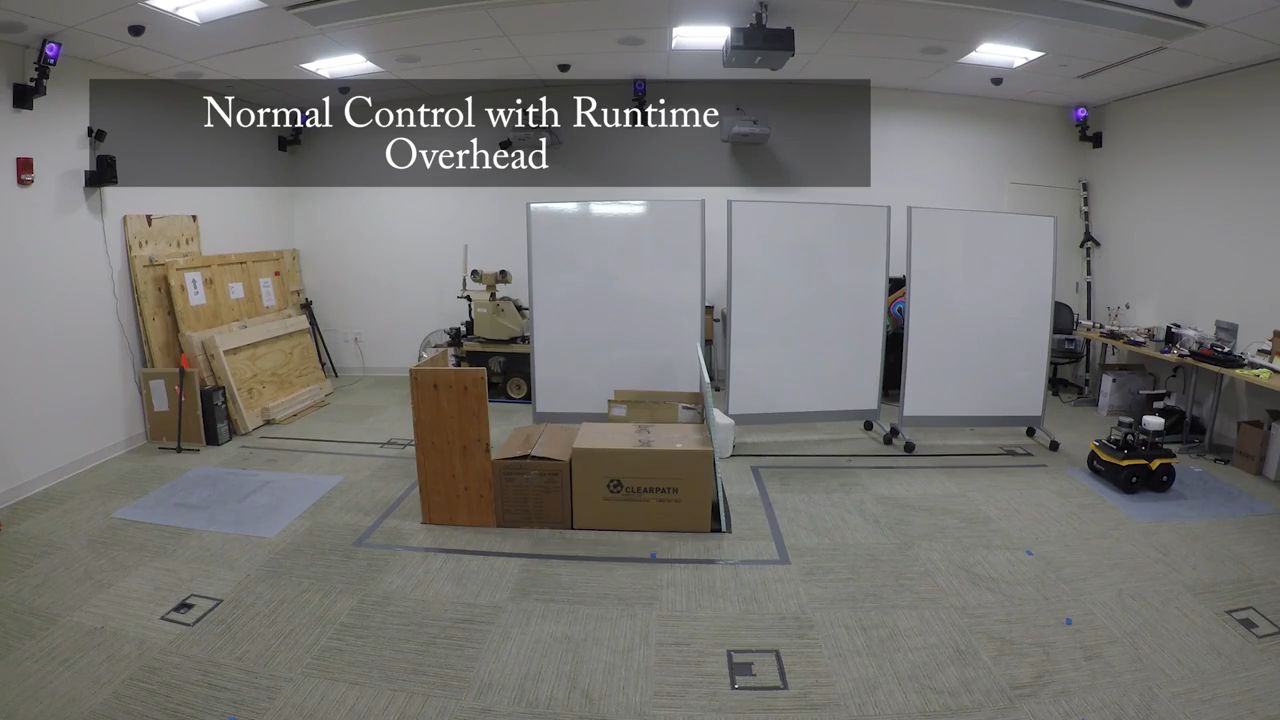 Normal Control with Runtime
Overhead
CLEARPATH